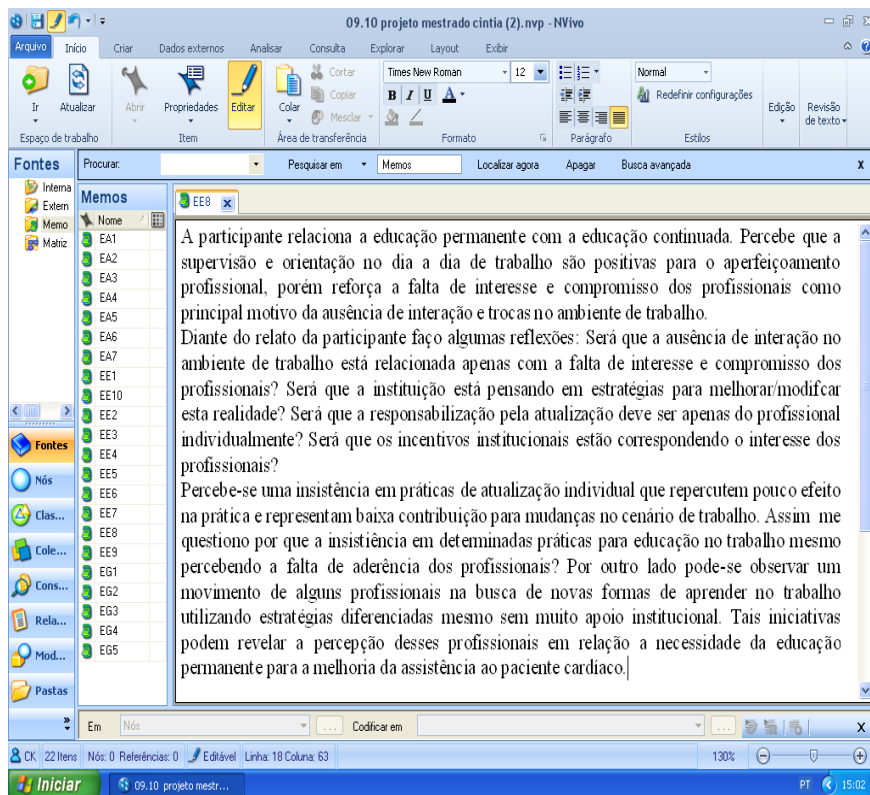 09.10 projeto mestrado cintia (2).nvp - NVivo
Arquivo Início Criar Dados externos Analisar Consulta Explorar Layout Exibir
Ir Atualizar Abrir Propriedades Editar Colar Cortar Copiar Mesclar Times New Roman 12 B I U A Normal Redefinir configurações Edição Revisão de texto
Espaço de trabalho Item Área de transferência Formato Parágrafo Estilos
Fontes Procurar: Pesquisar em Memos Localizar agora Apagar Busca avançada x
Interna
Extern
Memo
Matriz
Memos
Nome
EA1
EA2
EA3
EA4
EA5
EA6
EA7
EE1
EE10
EE2
EE3
EE4
EE5
EE6
EE7
EE8
EE9
EG1
EG2
EG3
EG4
EG5
Fontes
Nós
Clas...
Cole...
Cons...
Rela...
Mod...
Pastas
EE8 x
A participante relaciona a educação permanente com a educação continuada. Percebe que a
supervisão e orientação no dia a dia de trabalho são positivas para o aperfeiçoamento
profissional, porém reforça a falta de interesse e compromisso dos profissionais como
principal motivo da ausência de interação e trocas no ambiente de trabalho.
Diante do relato da participante faço algumas reflexões: Será que a ausência de interação no
ambiente de trabalho está relacionada apenas com a falta de interesse e compromisso dos
profissionais? Será que a instituição está pensando em estratégias para melhorar/modifcar
esta realidade? Será que a responsabilização pela atualização deve ser apenas do profissional
individualmente? Será que os incentivos institucionais estão correspondendo o interesse dos
profissionais?
Percebe-se uma insistência em práticas de atualização individual que repercutem pouco efeito
na prática e representam baixa contribuição para mudanças no cenário de trabalho. Assim me
questiono por que a insistiência em determinadas práticas para educação no trabalho mesmo
percebendo a falta de aderência dos profissionais? Por outro lado pode-se observar um
movimento de alguns profissionais na busca de novas formas de aprender no trabalho
utilizando estratégias diferenciadas mesmo sem muito apoio institucional. Tais iniciativas
podem revelar a percepção desses profissionais em relação a necessidade da educação
permanente para a melhoria da assistência ao paciente cardíaco.
Em Nós ... Codificar em ... x
CK 22 Itens Nós: 0 Referências: 0 Editável Linha: 18 Coluna: 63 130%
Iniciar 09.10 projeto mestr... PT 15:02